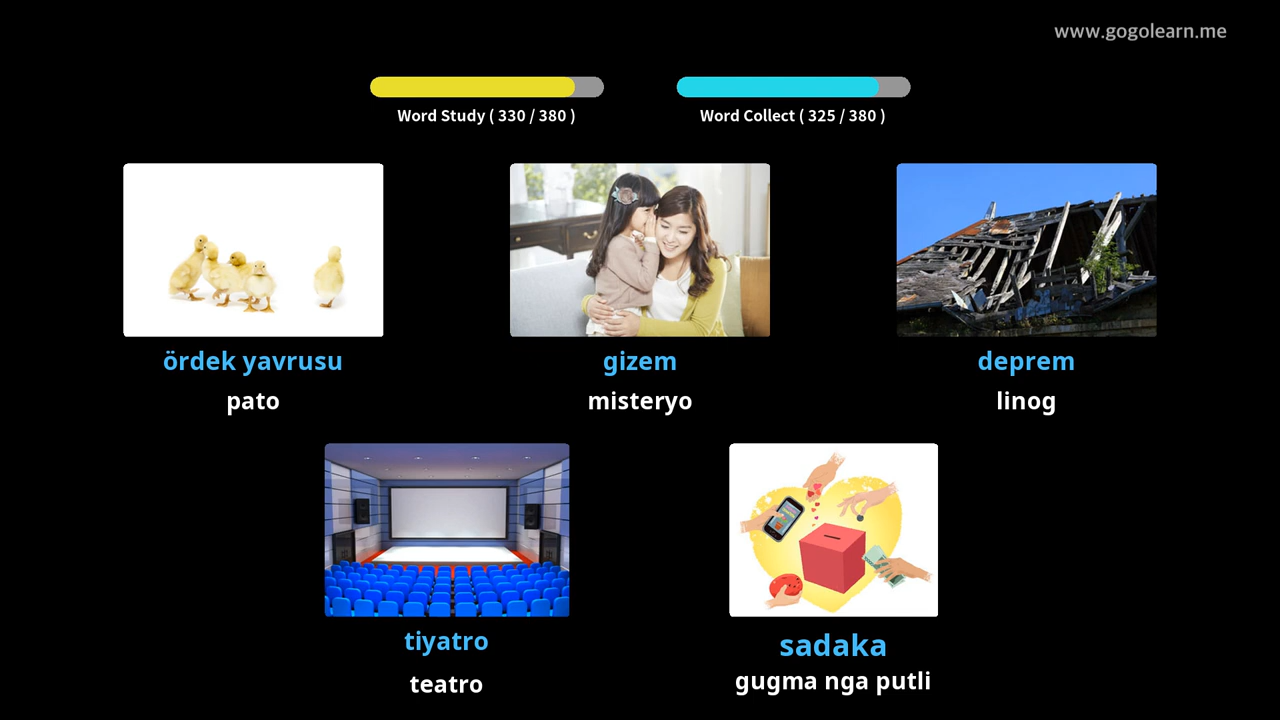 www.gogolearn.me
Word Study ( 330 / 380 )
Word Collect ( 325 / 380 )
ördek yavrusu
pato
gizem
misteryo
deprem
linog
tiyatro
teatro
sadaka
gugma nga putli